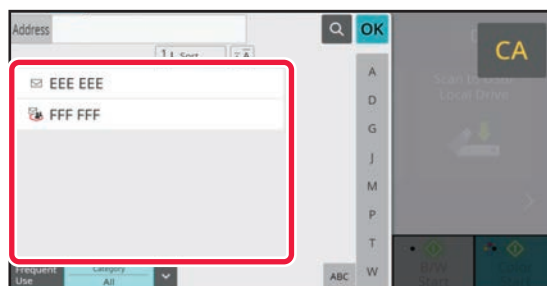 Address
OK
CA
1 Sort
A
EEE EEE
FFF FFF
D
G
J
M
P
T
W
Scan to
Local Drive
Frequent
Use
Category
All
ABC
B/W
Start
Color
Start